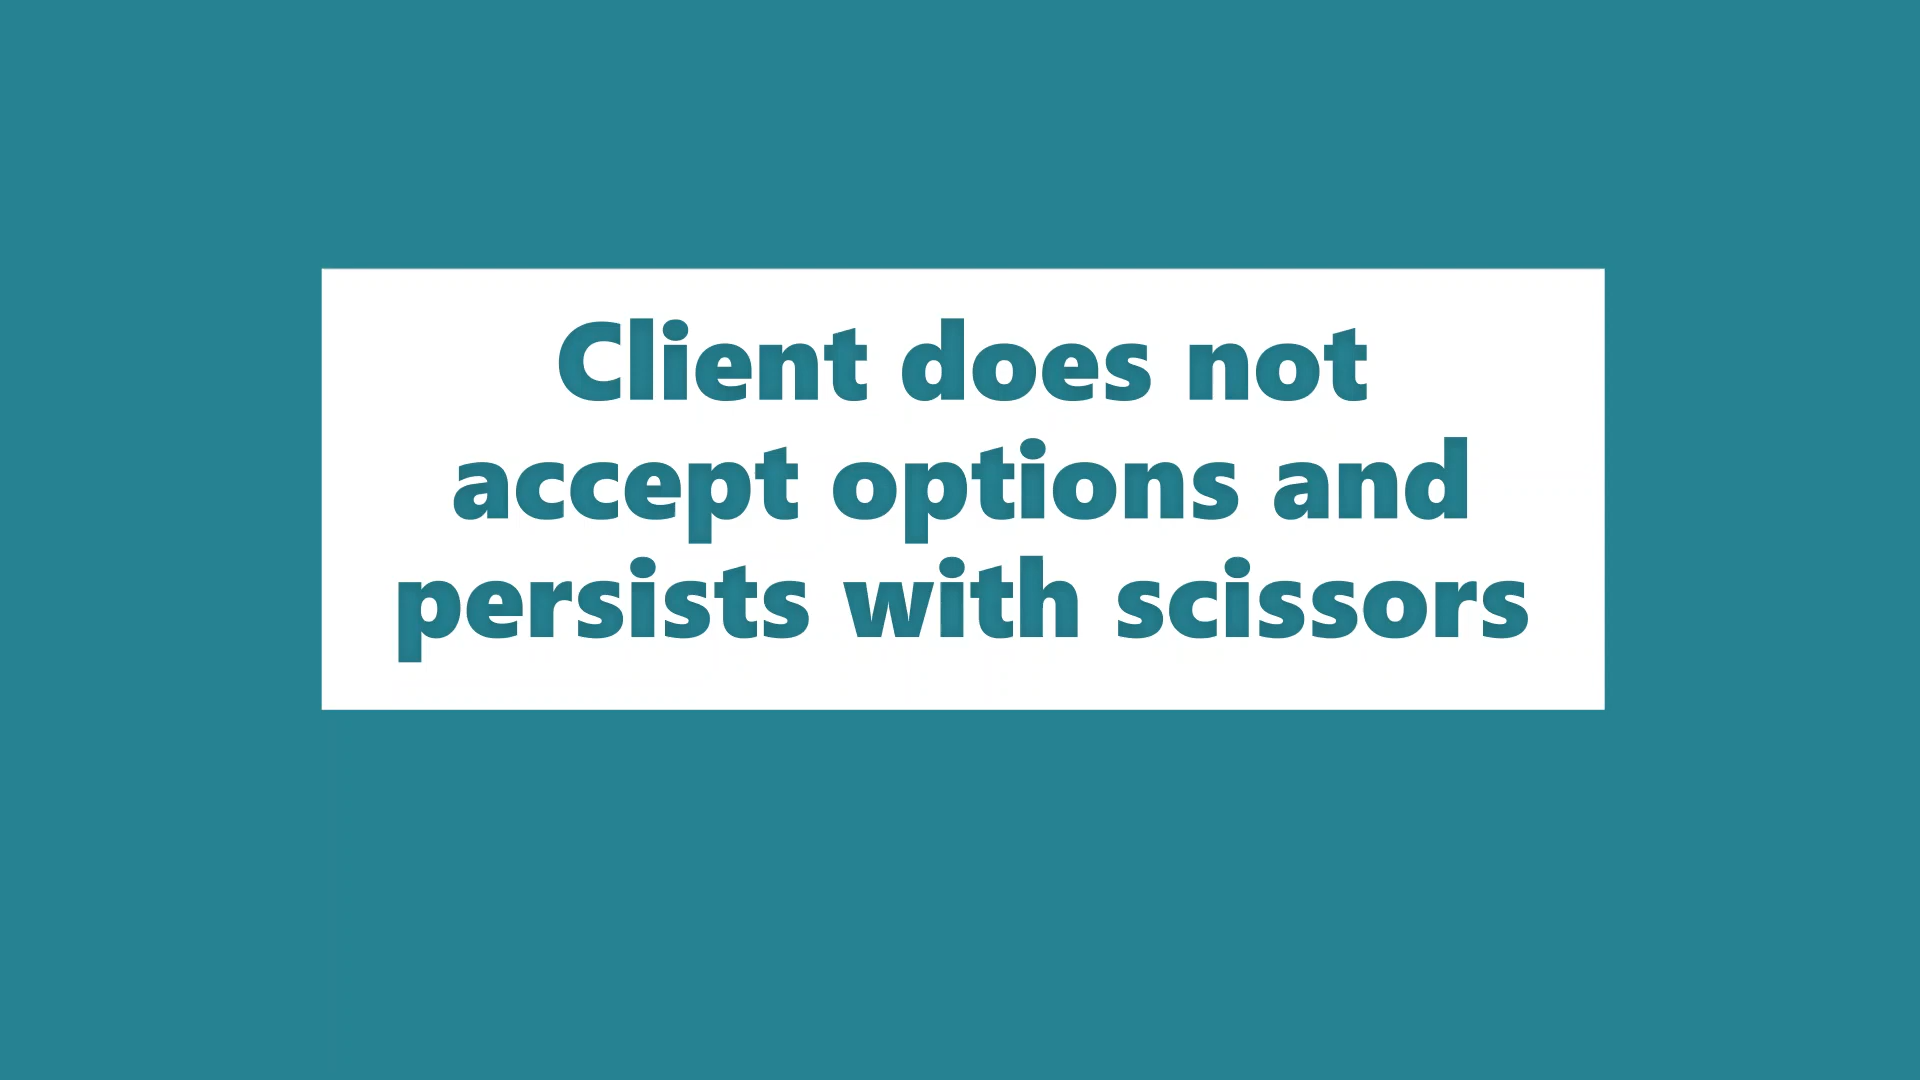 Client does not
accept options and
persists with scissors